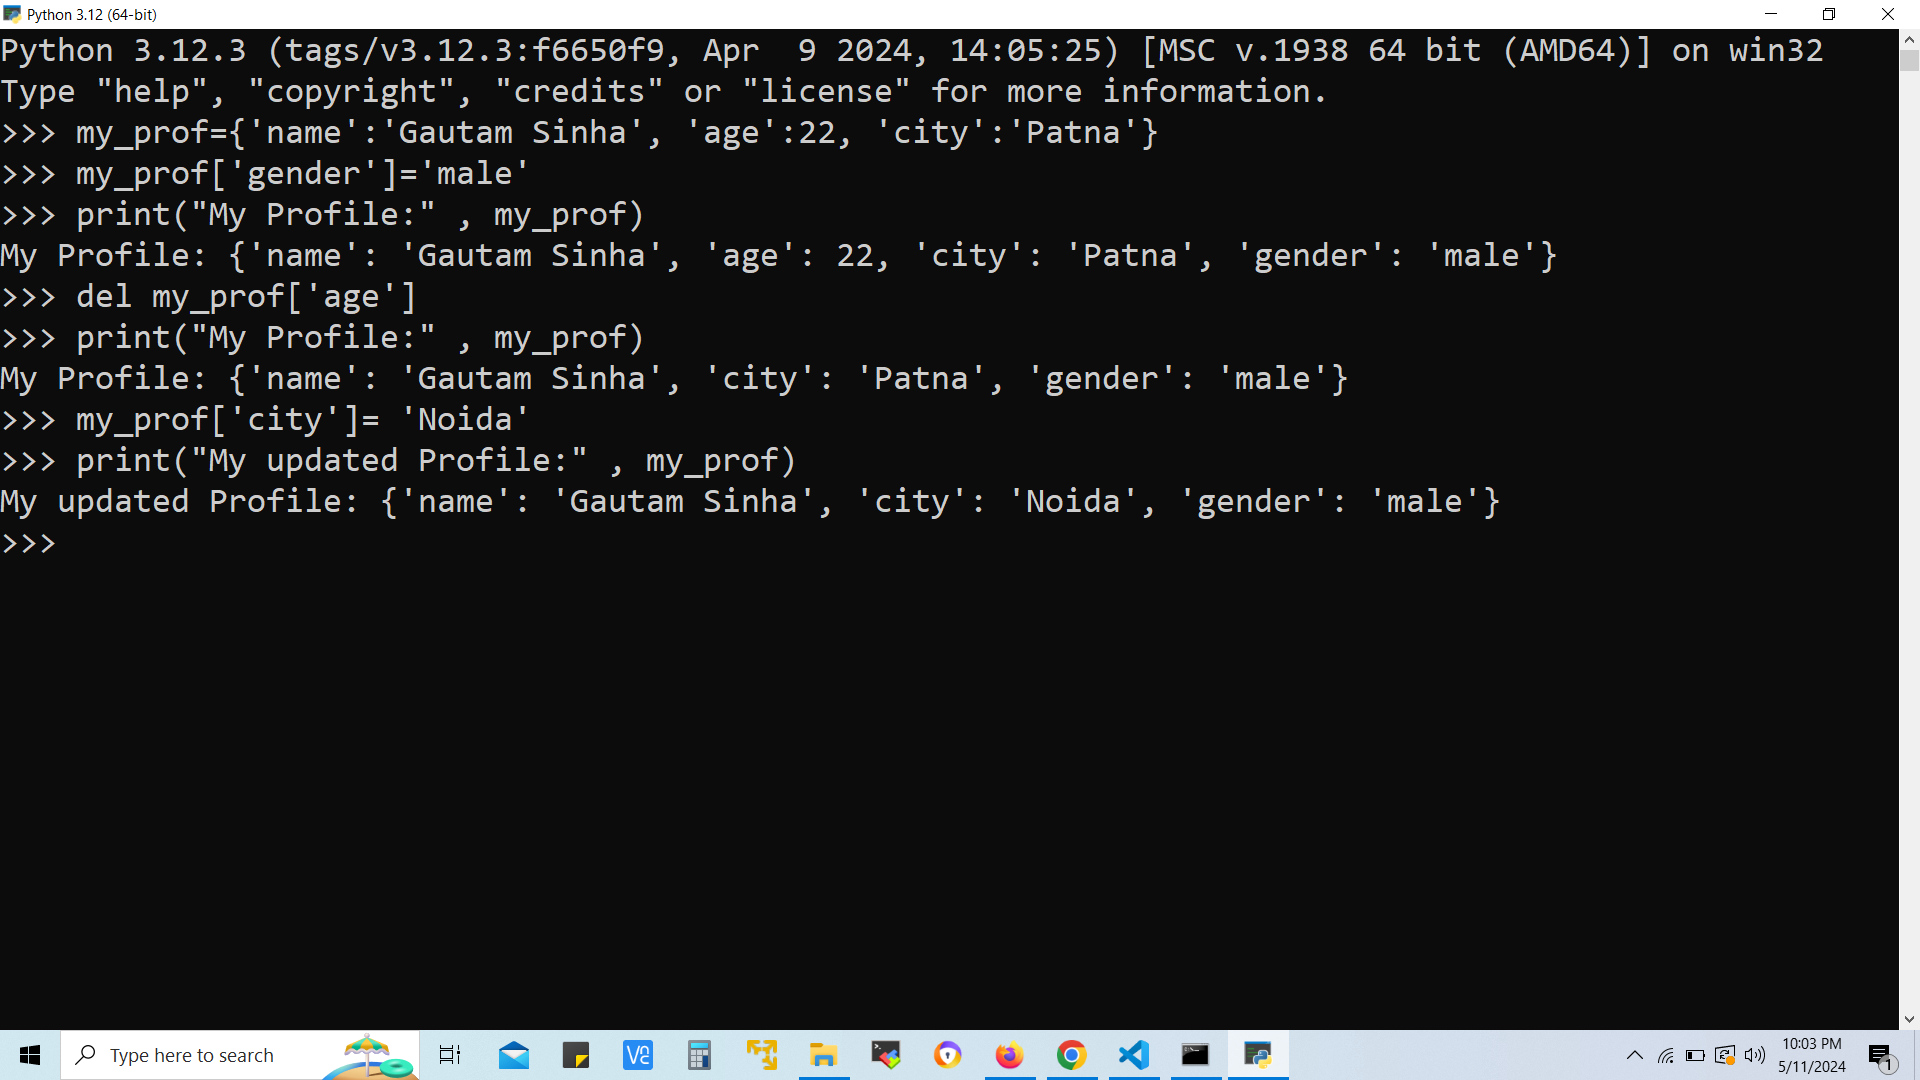 Python 3.12 (64-bit)
Python 3.12.3 (tags/v3.12.3:f6650f9, Apr  9 2024, 14:05:25) [MSC v.1938 64 bit (AMD64)] on win32
Type "help", "copyright", "credits" or "license" for more information.
>>> my_prof={'name':'Gautam Sinha', 'age':22, 'city':'Patna'}
>>> my_prof['gender']='male'
>>> print("My Profile:" , my_prof)
My Profile: {'name': 'Gautam Sinha', 'age': 22, 'city': 'Patna', 'gender': 'male'}
>>> del my_prof['age']
>>> print("My Profile:" , my_prof)
My Profile: {'name': 'Gautam Sinha', 'city': 'Patna', 'gender': 'male'}
>>> my_prof['city']= 'Noida'
>>> print("My updated Profile:" , my_prof)
My updated Profile: {'name': 'Gautam Sinha', 'city': 'Noida', 'gender': 'male'}
>>>
Type here to search
10:03 PM
5/11/2024
1